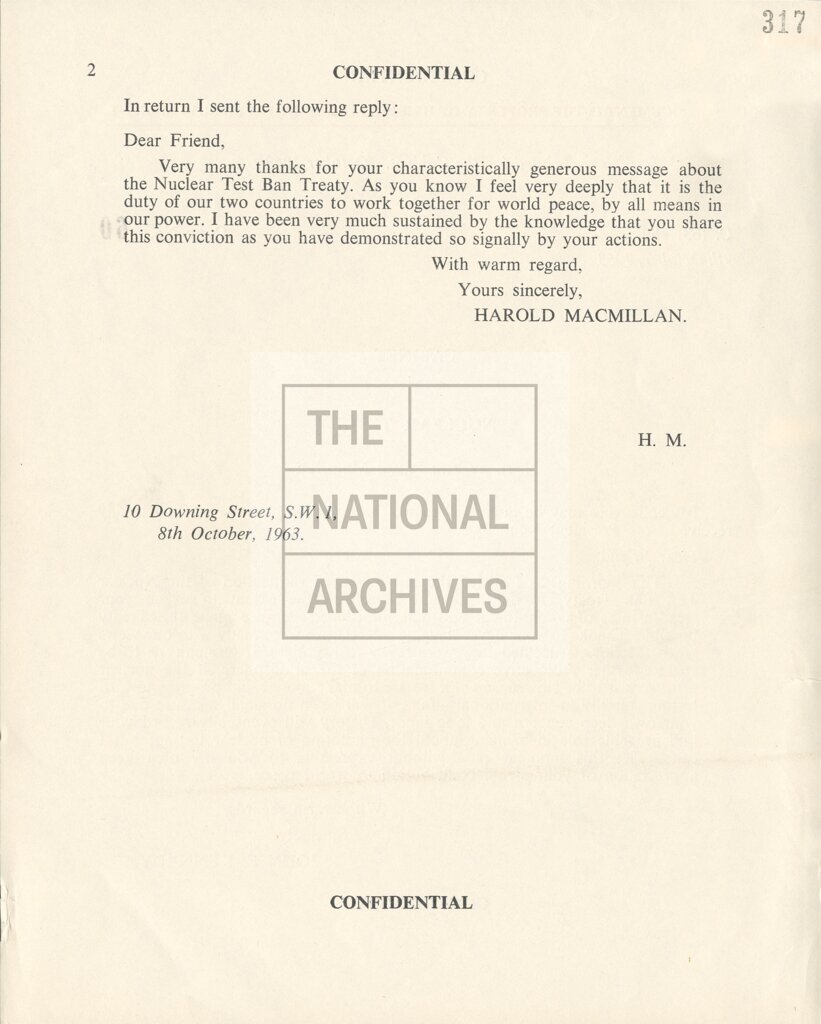 317
2
CONFIDENTIAL
In return I sent the following reply:
Dear Friend,
Very many thanks for your characteristically generous message about
the Nuclear Test Ban Treaty. As you know I feel very deeply that it is the
duty of our two countries to work together for world peace, by all means in
our power. I have been very much sustained by the knowledge that you share
this conviction as you have demonstrated so signally by your actions.
With warm regard,
Yours sincerely,
HAROLD MACMILLAN.
H. M.
10 Downing Street, S.W.1,
8th October, 1963.
THE
NATIONAL
ARCHIVES
CONFIDENTIAL